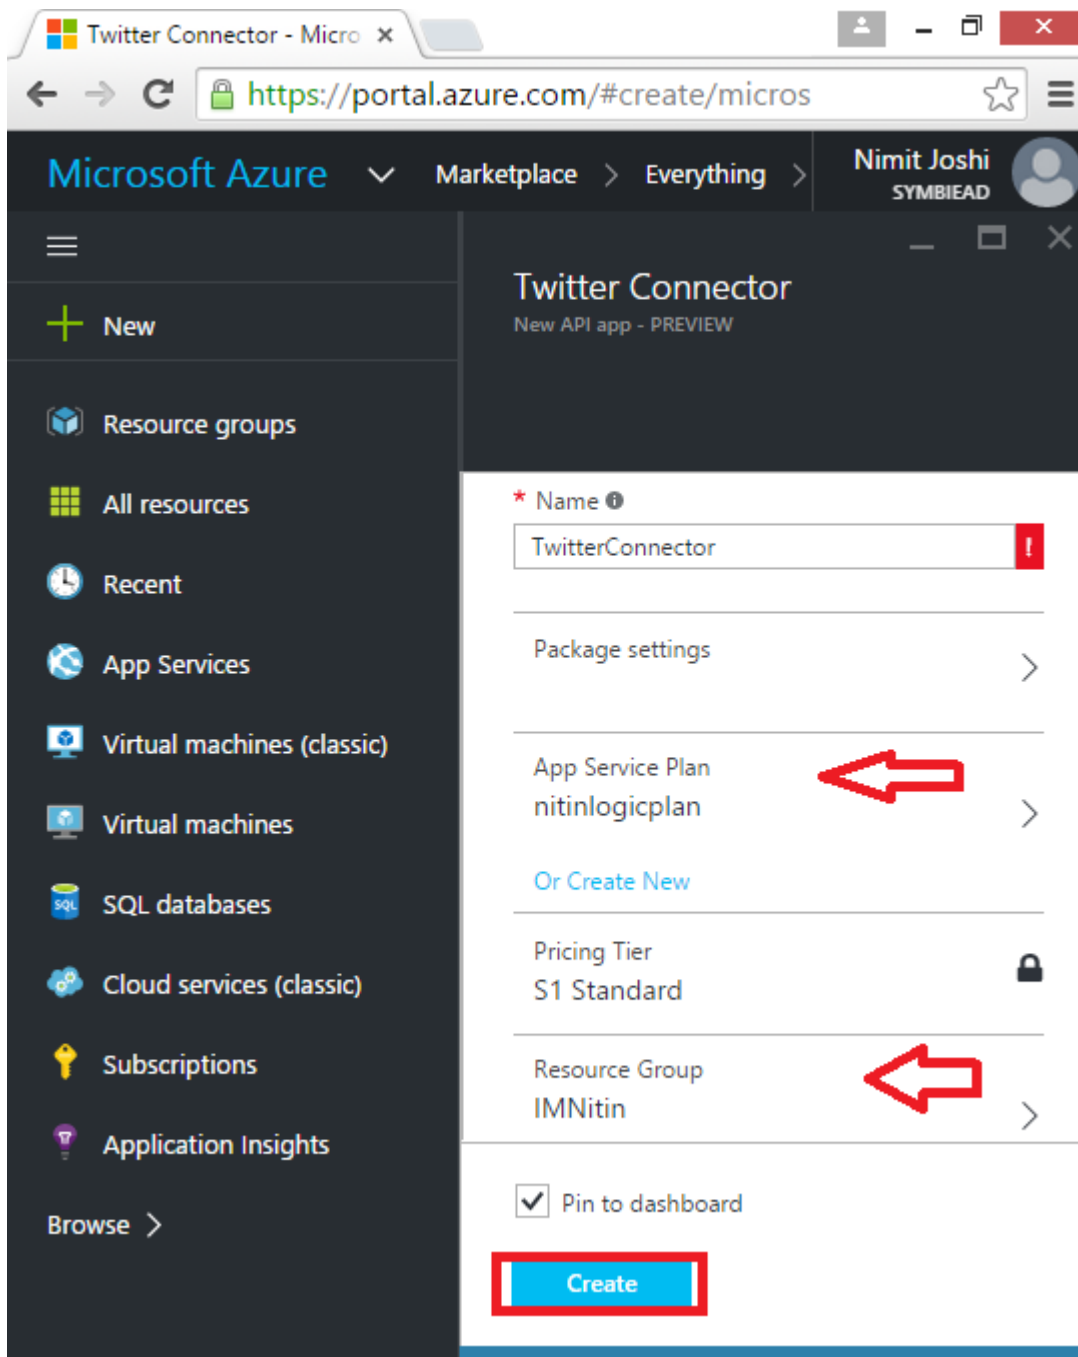 Twitter Connector - Micro
https://portal.azure.com/#create/micros
Microsoft Azure
Marketplace > Everything >
Nimit Joshi
SYMBIEAD
New
Resource groups
All resources
Recent
App Services
Virtual machines (classic)
Virtual machines
SQL
SQL databases
Cloud services (classic)
Subscriptions
Application Insights
Browse >
Twitter Connector
New API app - PREVIEW
* Name
TwitterConnector
!
Package settings
App Service Plan
nitinlogicplan
Or Create New
Pricing Tier
S1 Standard
Resource Group
IMNitin
Pin to dashboard
Create